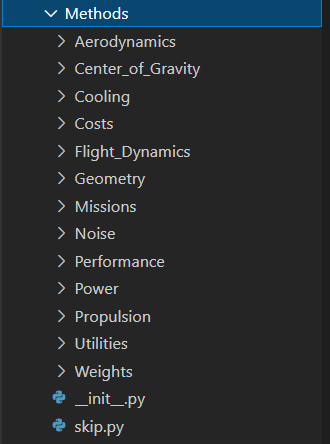 Methods
Aerodynamics
Center_of_Gravity
Cooling
Costs
Flight_Dynamics
Geometry
Missions
Noise
Performance
Power
Propulsion
Utilities
Weights
__init__.py
skip.py